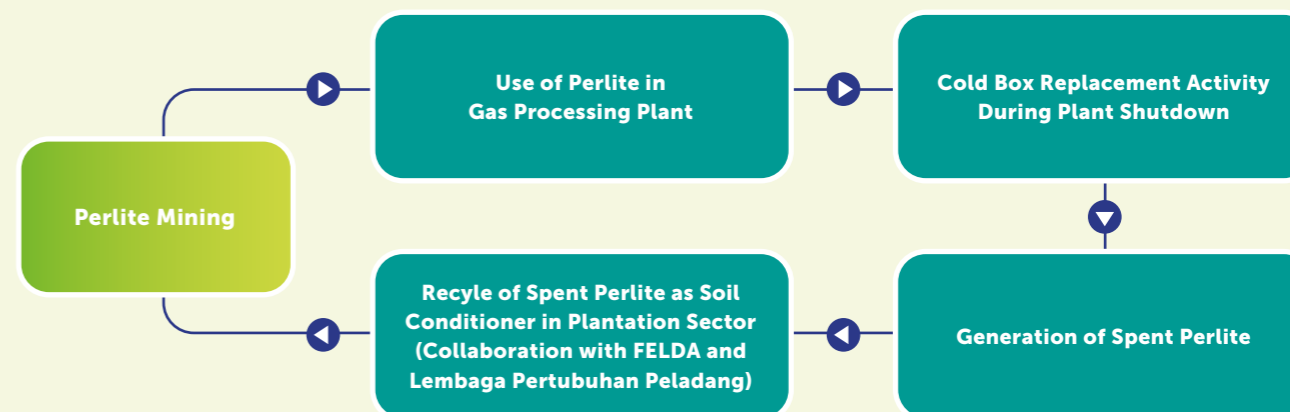 Use of Perlite in
Gas Processing Plant
Cold Box Replacement Activity
During Plant Shutdown
Perlite Mining
Recyle of Spent Perlite as Soil
Conditioner in Plantation Sector
(Collaboration with FELDA and
Lembaga Pertubuhan Peladang)
Generation of Spent Perlite